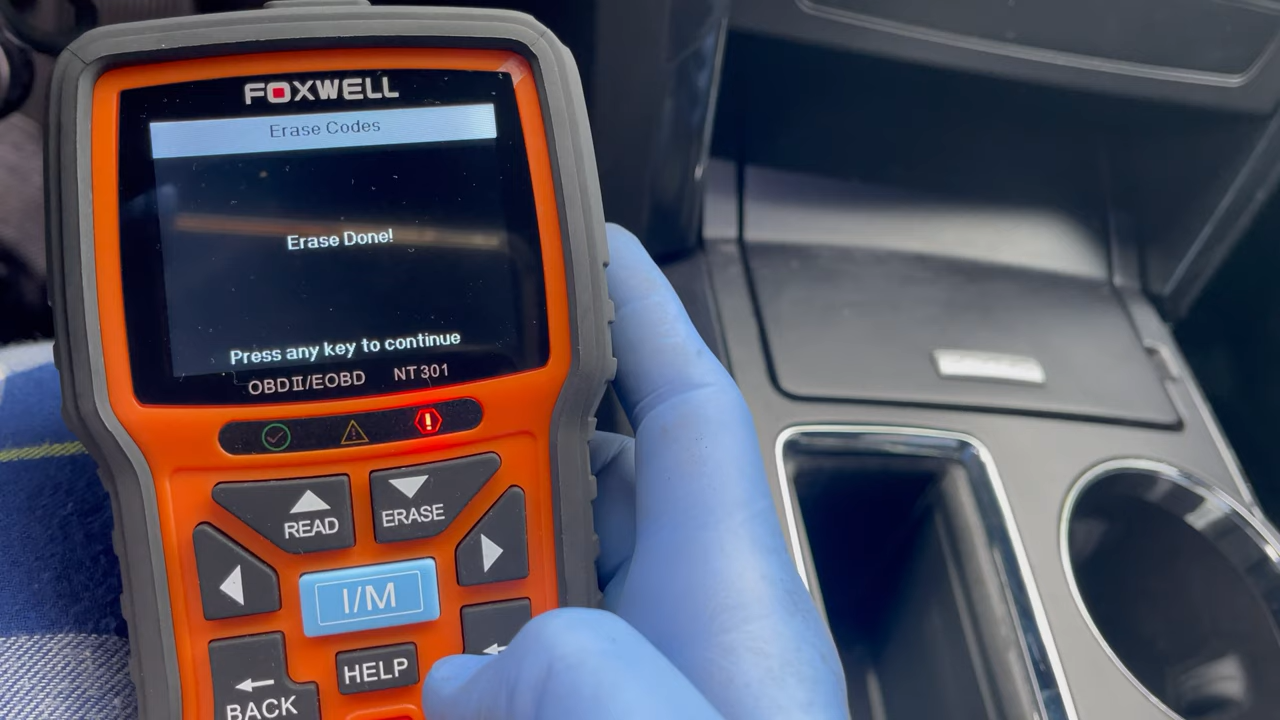 FOXWELL
Erase Codes
Erase Done!
Press any key to continue
OBDII/EOBD NT301
READ
ERASE
I/M
HELP
BACK